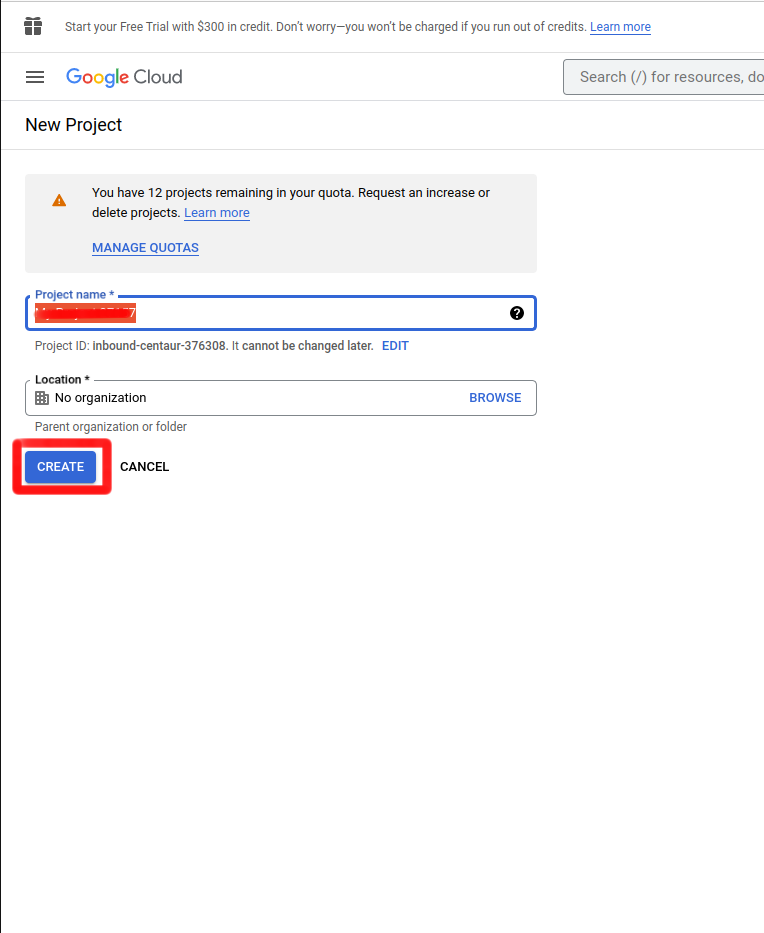 Start your Free Trial with $300 in credit. Don't worry—you won't be charged if you run out of credits. Learn more
Google Cloud
Search (/) for resources, do
New Project
You have 12 projects remaining in your quota. Request an increase or
delete projects. Learn more
MANAGE QUOTAS
Project name *
Project ID: inbound-centaur-376308. It cannot be changed later. EDIT
Location *
No organization BROWSE
Parent organization or folder
CREATE CANCEL